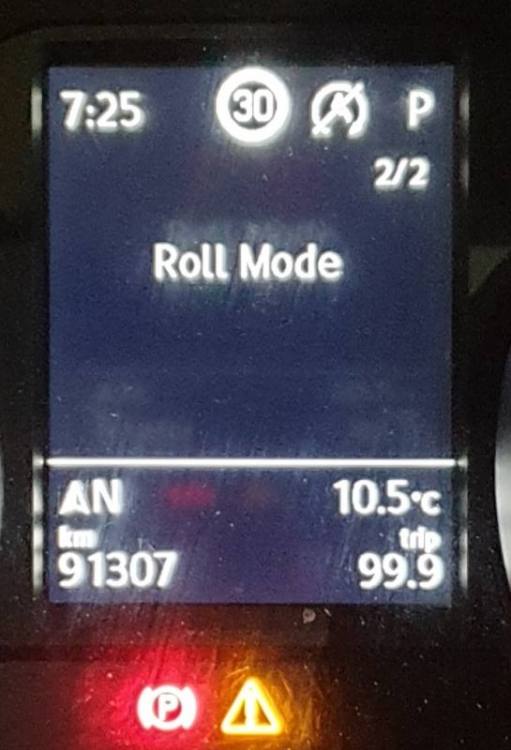 7:25 30 A P
2/2
Roll Mode
AN 10.5°C
km trip
91307 99.9
P